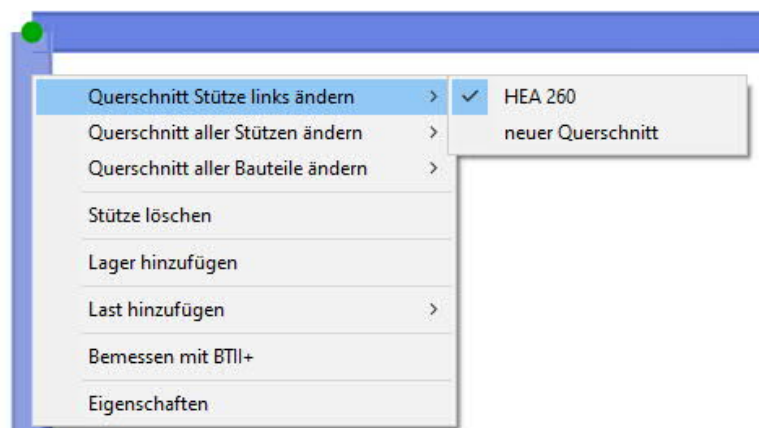 Querschnitt Stütze links ändern
HEA 260
Querschnitt aller Stützen ändern
neuer Querschnitt
Querschnitt aller Bauteile ändern
Stütze löschen
Lager hinzufügen
Last hinzufügen
Bemessen mit BTII+
Eigenschaften